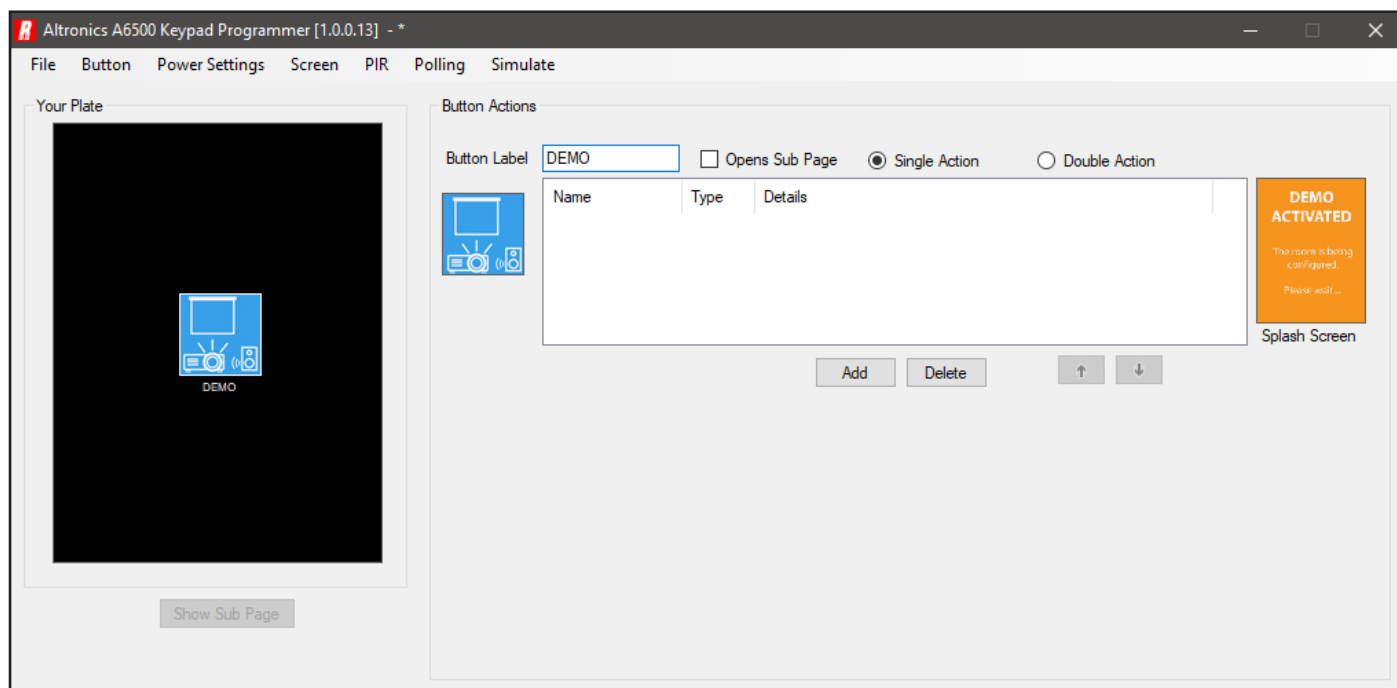 R Altronics A6500 Keypad Programmer [1.0.0.13] - *
File Button Power Settings Screen PIR Polling Simulate
Your Plate
DEMO
Show Sub Page
Button Actions
Button Label DEMO Opens Sub Page Single Action Double Action
Name Type Details
DEMO
ACTIVATED
The room is being
configured.
Please wait...
Splash Screen
Add Delete